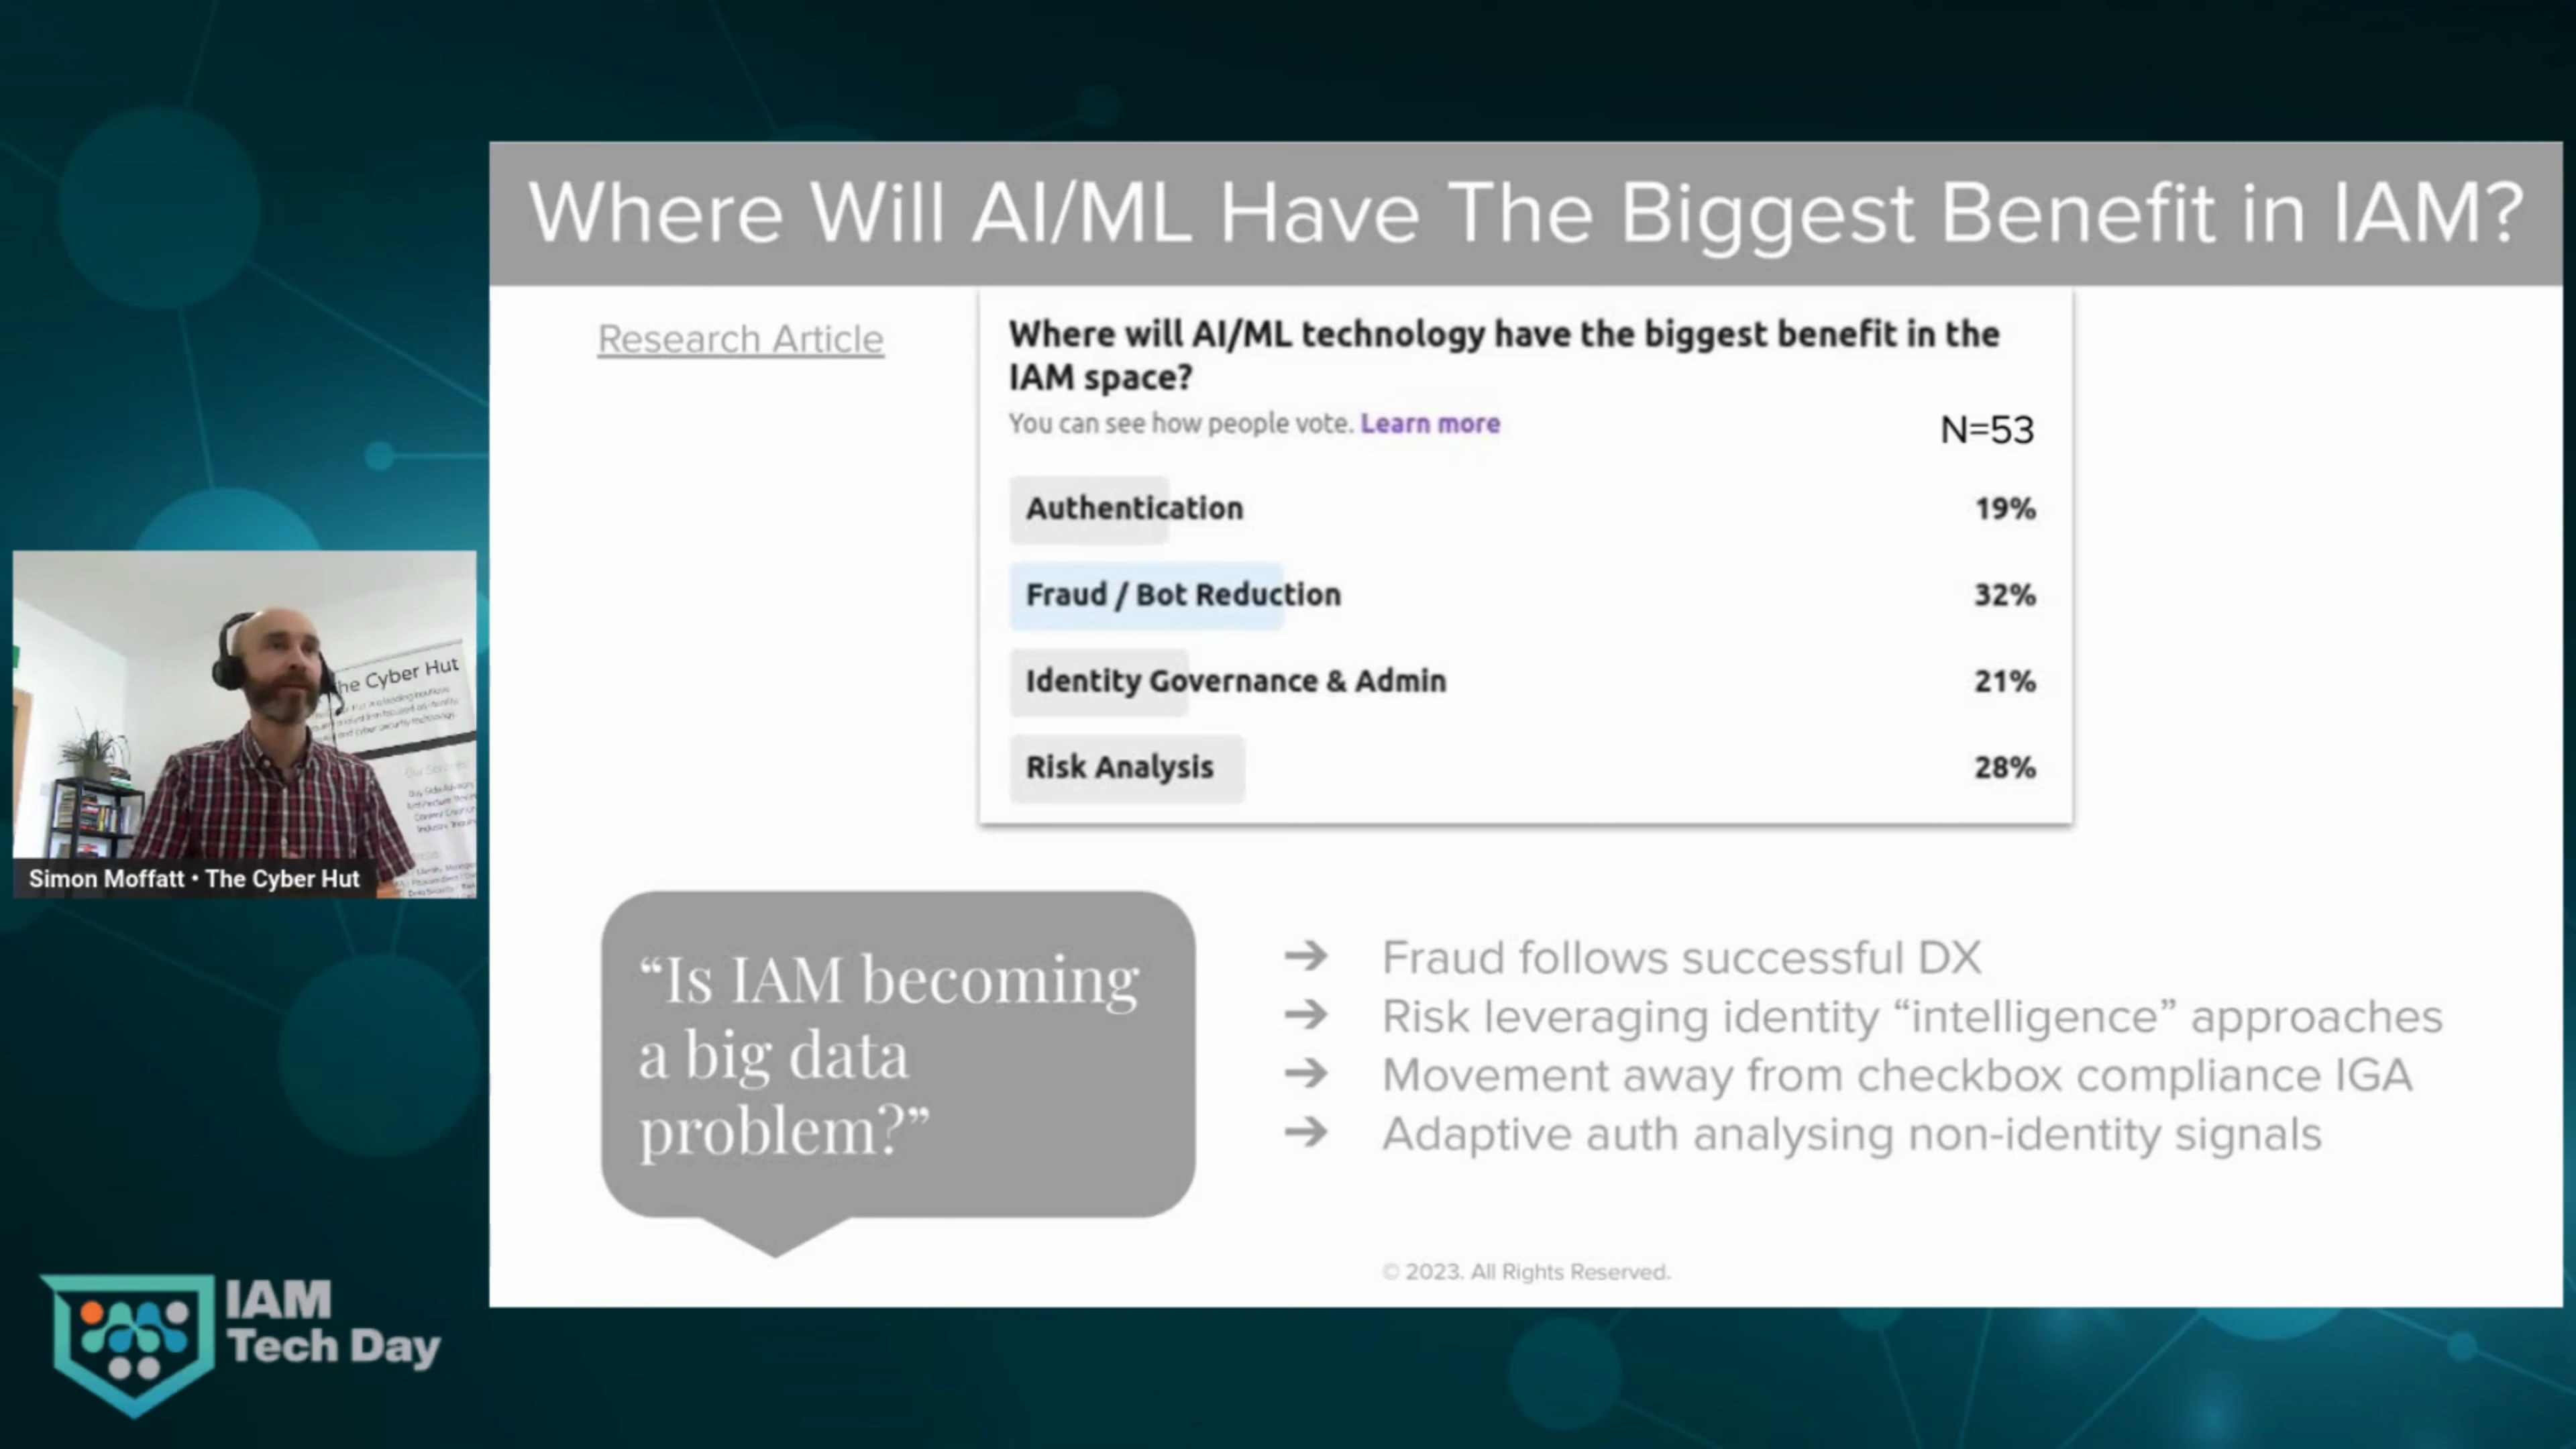 Where Will AI/ML Have The Biggest Benefit in IAM?
Research Article
Where will AI/ML technology have the biggest benefit in the
IAM space?
You can see how people vote. Learn more
N=53
Authentication 19%
Fraud / Bot Reduction 32%
Identity Governance & Admin 21%
Risk Analysis 28%
he Cyber Hut
and cyber security technology
Simon Moffatt • The Cyber Hut
“Is IAM becoming
a big data
problem?”
➔ Fraud follows successful DX
➔ Risk leveraging identity “intelligence” approaches
➔ Movement away from checkbox compliance IGA
➔ Adaptive auth analysing non-identity signals
© 2023. All Rights Reserved.
IAM
Tech Day